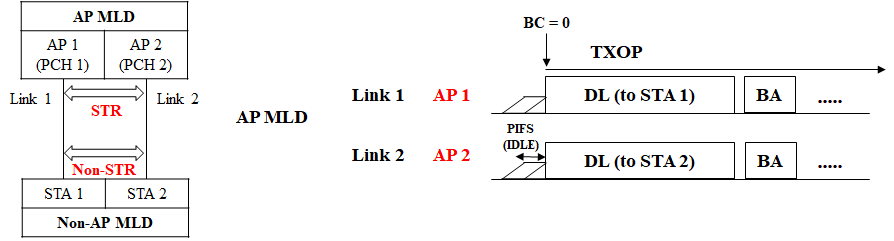 AP MLD
AP 1 AP 2
(PCH 1) (PCH 2)
Link 1 Link 2
STR
Non-STR
STA 1 STA 2
Non-AP MLD
AP MLD
BC = 0
TXOP
Link 1 AP 1 DL (to STA 1) BA .....
PIFS
(IDLE)
Link 2 AP 2 DL (to STA 2) BA .....